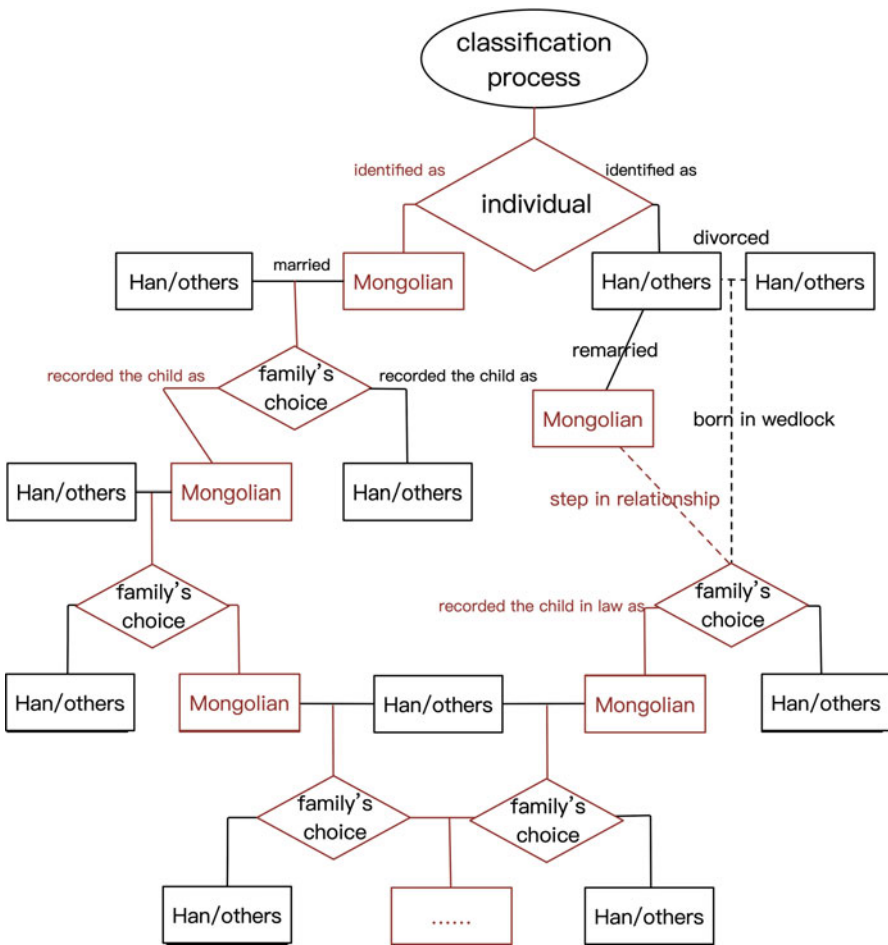 classification
process
identified as
identified as
individual
divorced
Han/others
married
Mongolian
Han/others
Han/others
remarried
recorded the child as
family's
choice
recorded the child as
Mongolian
born in wedlock
Han/others
Mongolian
Han/others
step in relationship
family's
choice
recorded the child in law as
family's
choice
Han/others
Mongolian
Han/others
Mongolian
Han/others
family's
choice
family's
choice
Han/others
......
Han/others